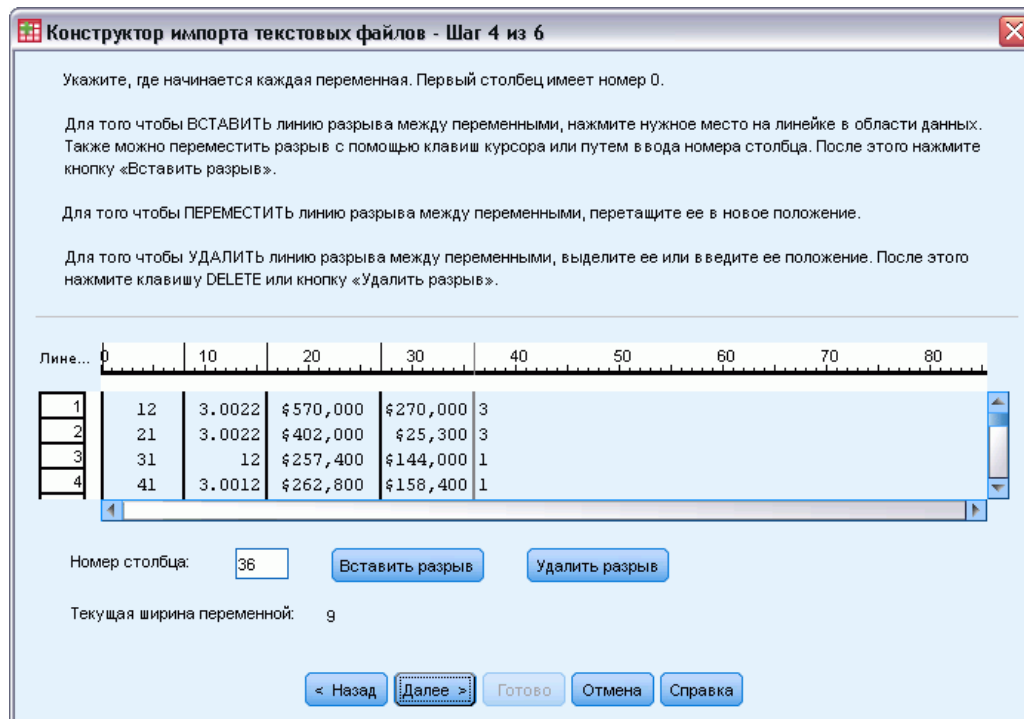 Конструктор импорта текстовых файлов - Шаг 4 из 6
Укажите, где начинается каждая переменная. Первый столбец имеет номер 0.
Для того чтобы ВСТАВИТЬ линию разрыва между переменными, нажмите нужное место на линейке в области данных.
Также можно переместить разрыв с помощью клавиш курсора или путем ввода номера столбца. После этого нажмите
кнопку «Вставить разрыв».
Для того чтобы ПЕРЕМЕСТИТЬ линию разрыва между переменными, перетащите ее в новое положение.
Для того чтобы УДАЛИТЬ линию разрыва между переменными, выделите ее или введите ее положение. После этого
нажмите клавишу DELETE или кнопку «Удалить разрыв».
Лине... 0 10 20 30 40 50 60 70 80
1 12 3.0022 $570,000 $270,000 3
2 21 3.0022 $402,000 $25,300 3
3 31 12 $257,400 $144,000 1
4 41 3.0012 $262,800 $158,400 1
Номер столбца: 36 Вставить разрыв Удалить разрыв
Текущая ширина переменной: 9
< Назад Далее > Готово Отмена Справка